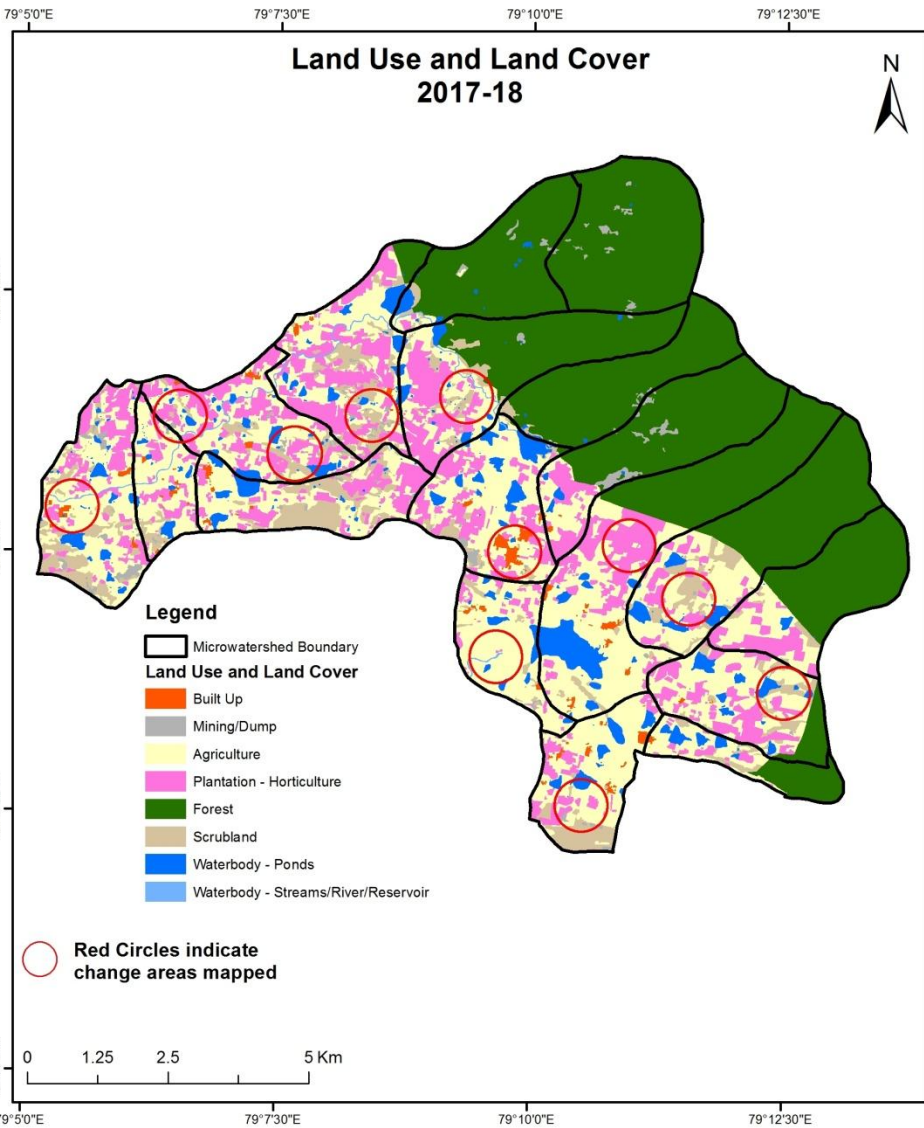 79°5'0"E 79°7'30"E 79°10'0"E 79°12'30"E
Land Use and Land Cover
2017-18
N
Legend
Microwatershed Boundary
Land Use and Land Cover
Built Up
Mining/Dump
Agriculture
Plantation - Horticulture
Forest
Scrubland
Waterbody - Ponds
Waterbody - Streams/River/Reservoir
Red Circles indicate
change areas mapped
0 1.25 2.5 5 Km
79°5'0"E 79°7'30"E 79°10'0"E 79°12'30"E